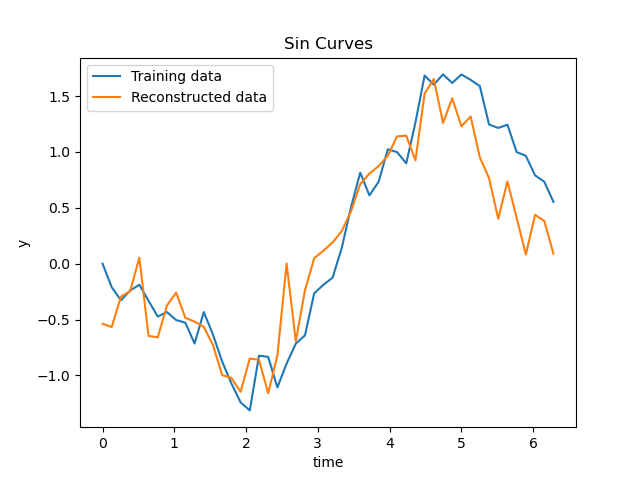 Sin Curves
Training data
Reconstructed data
1.5
1.0
0.5
0.0
−0.5
−1.0
y
0 1 2 3 4 5 6
time